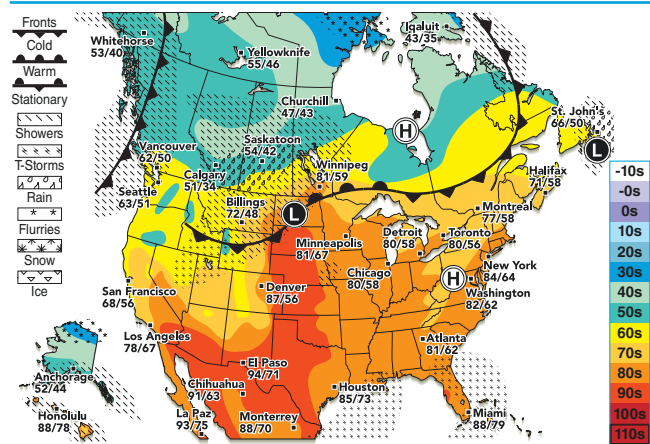 Fronts
Cold
Warm
Stationary
Showers
T-Storms
Rain
Flurries
Snow
Ice
Whitehorse
53/40
Yellowknife
55/46
Iqaluit
43/35
Churchill
47/43
St. John's
66/50
Vancouver
62/50
Saskatoon
54/42
Calgary
51/34
Winnipeg
81/59
H
L
Halifax
71/58
Seattle
63/51
Billings
72/48
L
Montreal
77/58
Minneapolis
81/67
Detroit
80/58
Toronto
80/56
New York
84/64
H
Washington
82/62
Chicago
80/58
Denver
87/56
San Francisco
68/56
Los Angeles
78/67
Atlanta
81/62
El Paso
94/71
Chihuahua
91/63
Houston
85/73
La Paz
93/75
Monterrey
88/70
Miami
88/79
Anchorage
52/44
Honolulu
88/78
-10s
-0s
0s
10s
20s
30s
40s
50s
60s
70s
80s
90s
100s
110s